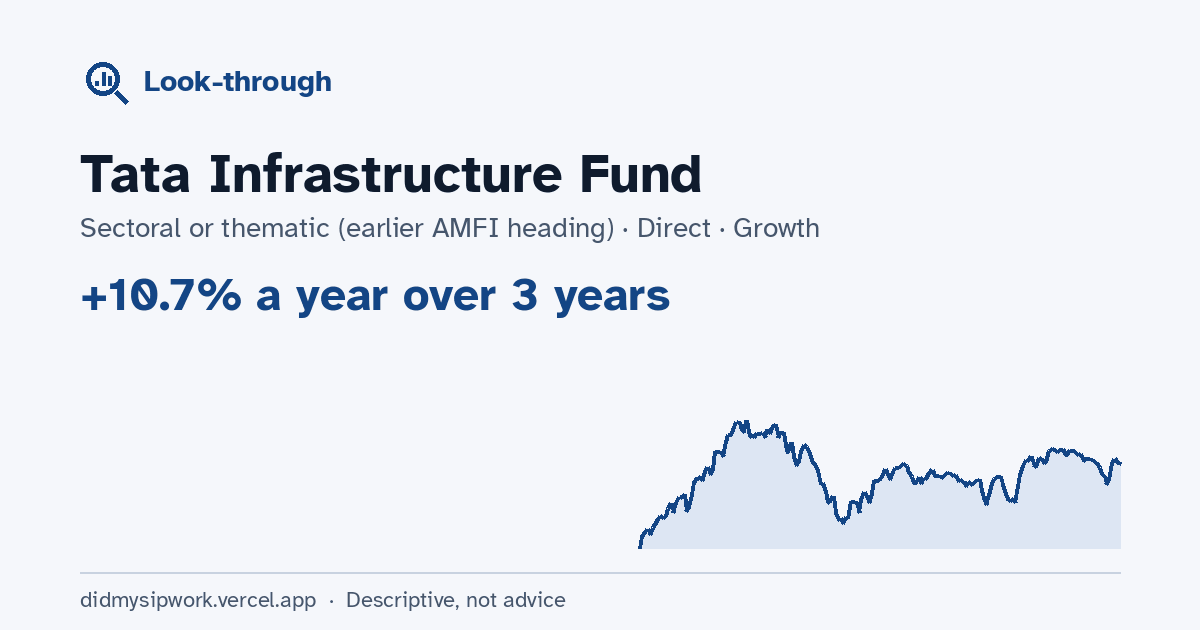 Look-through
Tata Infrastructure Fund
Sectoral or thematic (earlier AMFI heading) · Direct · Growth
+10.7% a year over 3 years
didmysipwork.vercel.app · Descriptive, not advice